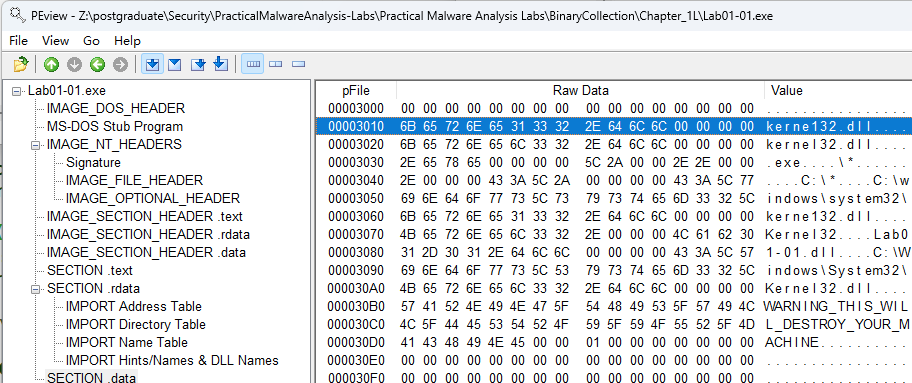 PEview - Z:\postgraduate\Security\PracticalMalwareAnalysis-Labs\Practical Malware Analysis Labs\BinaryCollection\Chapter_1L\Lab01-01.exe
File View Go Help
Lab01-01.exe
IMAGE_DOS_HEADER
MS-DOS Stub Program
IMAGE_NT_HEADERS
Signature
IMAGE_FILE_HEADER
IMAGE_OPTIONAL_HEADER
IMAGE_SECTION_HEADER .text
IMAGE_SECTION_HEADER .rdata
IMAGE_SECTION_HEADER .data
SECTION .text
SECTION .rdata
IMPORT Address Table
IMPORT Directory Table
IMPORT Name Table
IMPORT Hints/Names & DLL Names
SECTION .data
pFile Raw Data Value
00003000 00 00 00 00 00 00 00 00 00 00 00 00 00 00 00 00 ................
00003010 6B 65 72 6E 65 31 33 32 2E 64 6C 6C 00 00 00 00 kerne132.dll....
00003020 6B 65 72 6E 65 6C 33 32 2E 64 6C 6C 00 00 00 00 kernel32.dll....
00003030 2E 65 78 65 00 00 00 00 5C 2A 00 00 2E 2E 00 00 .exe....\*......
00003040 2E 00 00 00 43 3A 5C 2A 00 00 00 00 43 3A 5C 77 ....C:\*....C:\w
00003050 69 6E 64 6F 77 73 5C 73 79 73 74 65 6D 33 32 5C indows\system32\
00003060 6B 65 72 6E 65 31 33 32 2E 64 6C 6C 00 00 00 00 kerne132.dll....
00003070 4B 65 72 6E 65 6C 33 32 2E 00 00 00 4C 61 62 30 Kernel32....Lab0
00003080 31 2D 30 31 2E 64 6C 6C 00 00 00 00 43 3A 5C 57 1-01.dll....C:\W
00003090 69 6E 64 6F 77 73 5C 53 79 73 74 65 6D 33 32 5C indows\System32\
000030A0 4B 65 72 6E 65 6C 33 32 2E 64 6C 6C 00 00 00 00 Kernel32.dll....
000030B0 57 41 52 4E 49 4E 47 5F 54 48 49 53 5F 57 49 4C WARNING_THIS_WIL
000030C0 4C 5F 44 45 53 54 52 4F 59 5F 59 4F 55 52 5F 4D L_DESTROY_YOUR_M
000030D0 41 43 48 49 4E 45 00 00 01 00 00 00 00 00 00 00 ACHINE..........
000030E0 00 00 00 00 00 00 00 00 00 00 00 00 00 00 00 00 ................
000030F0 00 00 00 00 00 00 00 00 00 00 00 00 00 00 00 00 ................